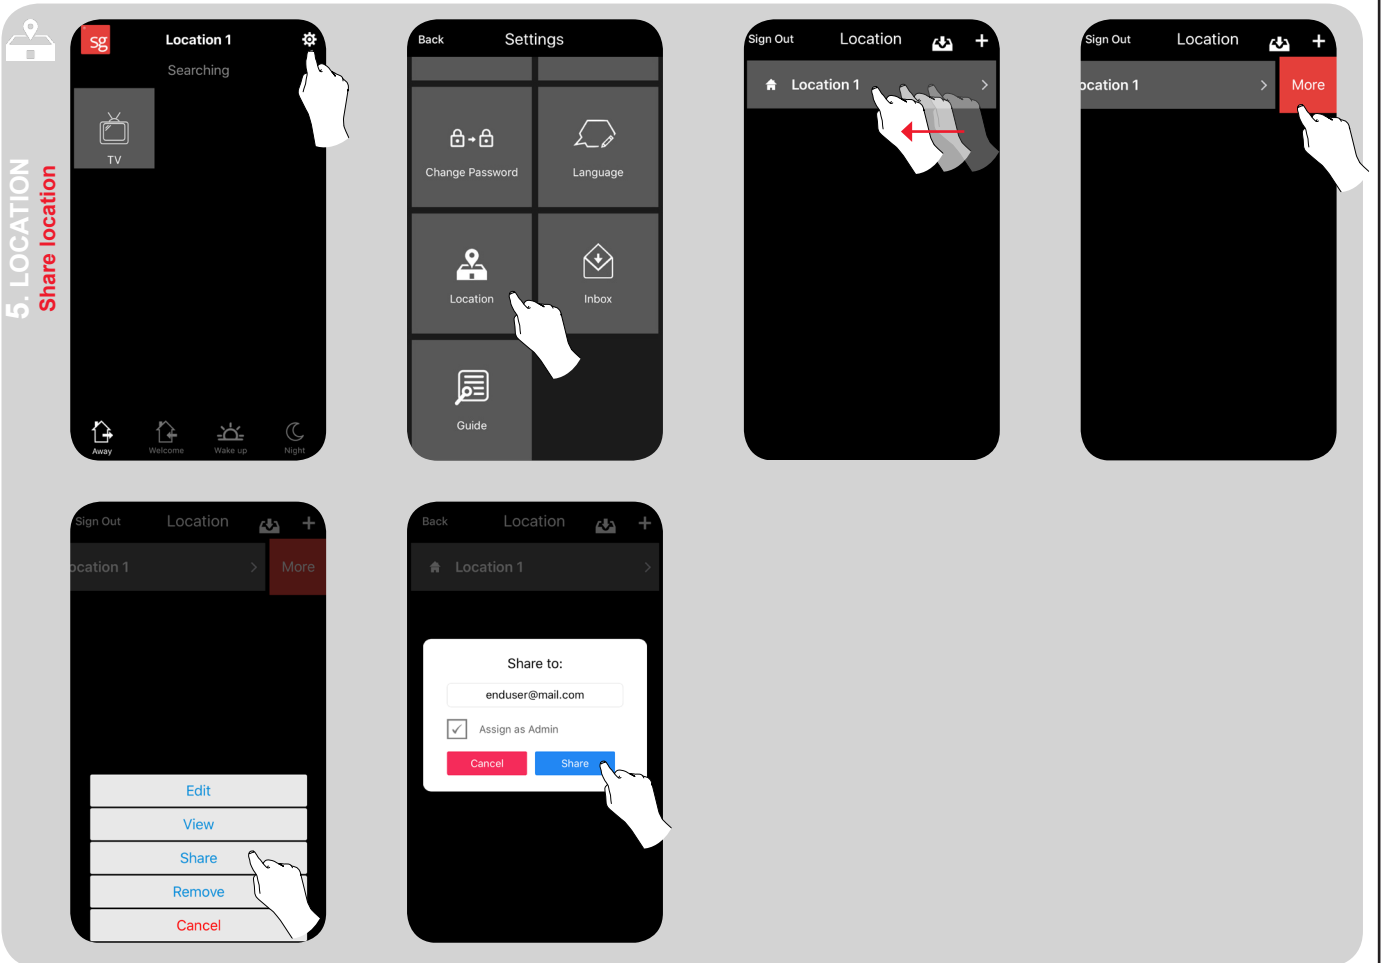 5. LOCATION
Share location
sg
Location 1
Searching
TV
Away
Welcome
Wake up
Night
Back
Settings
Change Password
Language
Location
Inbox
Guide
Sign Out
Location
+
Location 1
Sign Out
Location
+
ocation 1
More
Sign Out
Location
+
ocation 1
More
Edit
View
Share
Remove
Cancel
Back
Location
+
Location 1
Share to:
enduser@mail.com
Assign as Admin
Cancel
Share